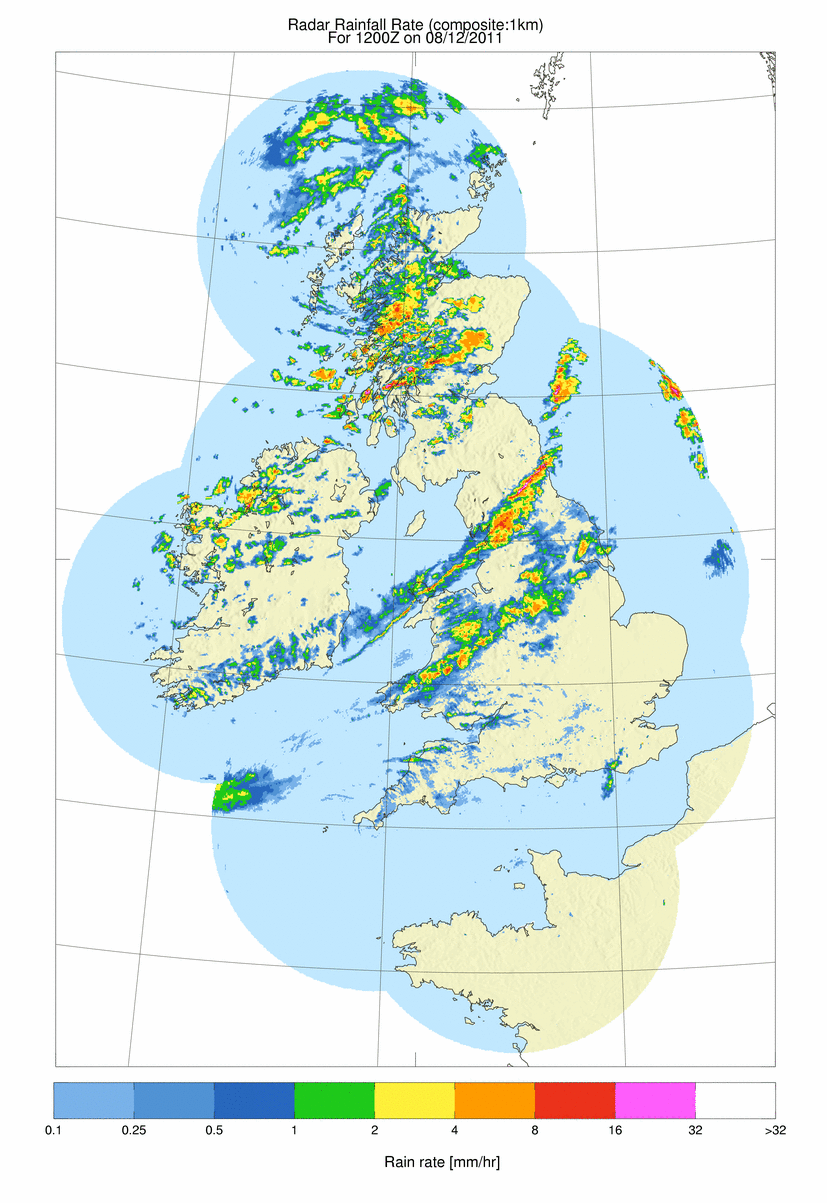 Radar Rainfall Rate (composite:1km)
For 1200Z on 08/12/2011
0.1 0.25 0.5 1 2 4 8 16 32 >32
Rain rate [mm/hr]